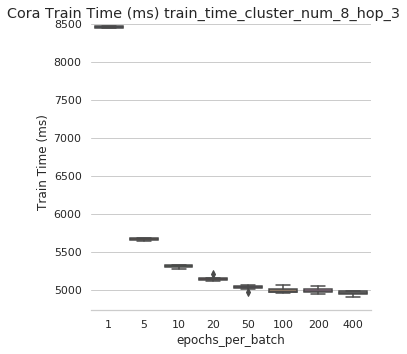 Cora Train Time (ms) train_time_cluster_num_8_hop_3
8500
8000
7500
7000
6500
6000
5500
5000
Train Time (ms)
1 5 10 20 50 100 200 400
epochs_per_batch